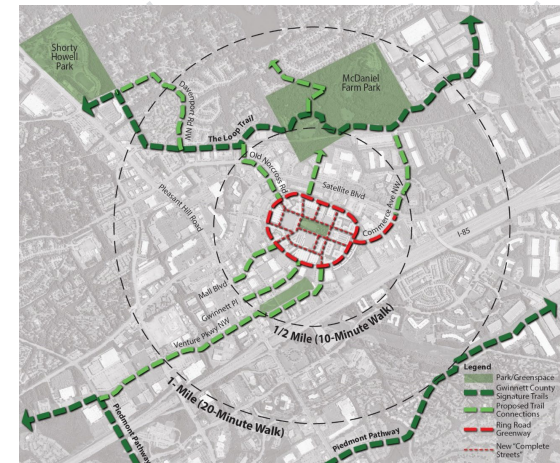 Shorty
Howell
Park
McDaniel
Farm Park
Davenport Rd NW
The Loop Trail
Old Norcross Rd
Satellite Blvd
Pleasant Hill Road
Commerce Ave NW
I-85
Mall Blvd
Gwinnett Pl
Venture Pkwy NW
1/2 Mile (10-Minute Walk)
1- Mile (20-Minute Walk)
Piedmont Pathway
Piedmont Pathway
Legend
Park/Greenspace
Gwinnett County
Signature Trails
Proposed Trail
Connections
Ring Road
Greenway
New "Complete
Streets"